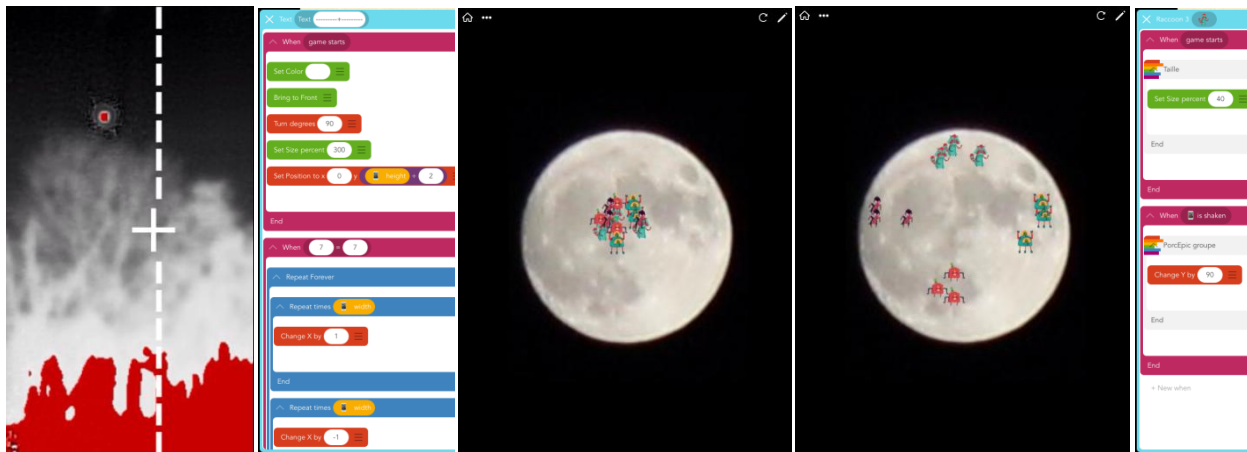 Text Text
When game starts
Set Color
Bring to Front
Turn degrees 90
Set Size percent 300
Set Position to x 0 y height ÷ 2
End
When 7 = 7
Repeat Forever
Repeat times width
Change X by 1
End
Repeat times width
Change X by -1
Raccoon 3
When game starts
Taille
Set Size percent 40
End
End
When is shaken
PorcEpic groupe
Change Y by 90
End
End
+ New when